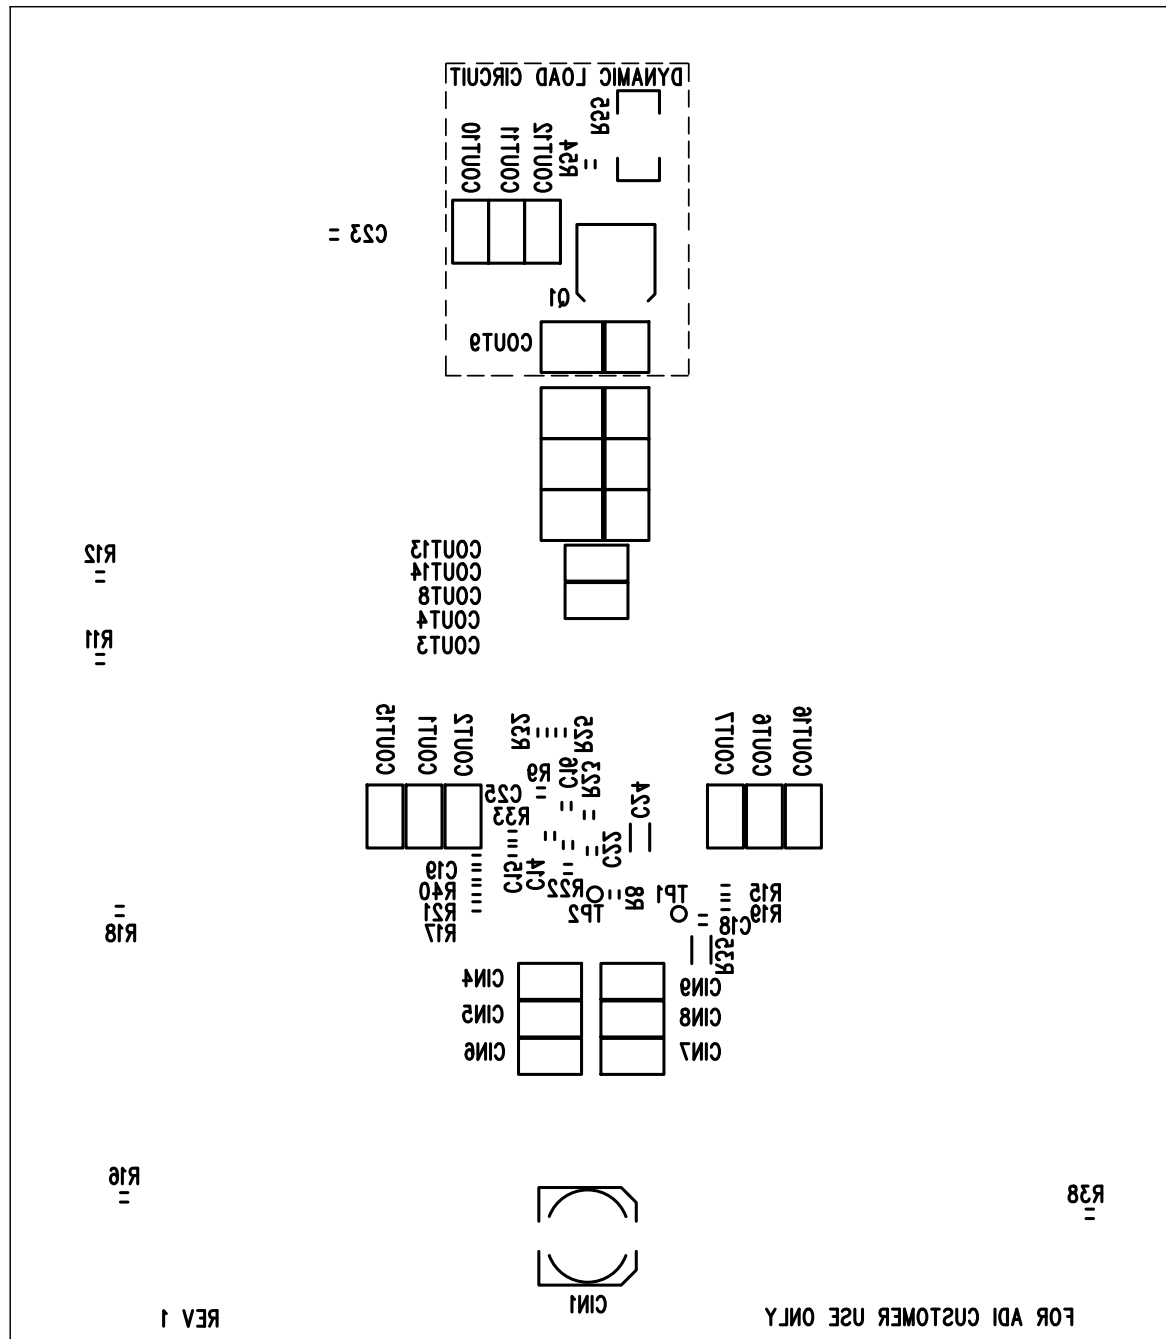 DYNAMIC LOAD CIRCUIT
R55
COUT10
COUT11
COUT12
R54
C23
Q1
COUT9
COUT13
COUT14
COUT8
COUT4
COUT3
R12
R11
COUT15
COUT1
COUT2
R32
R25
COUT7
COUT6
COUT16
R9
C16
R23
C25
R33
C24
C22
C19
C15
C14
R40
R22
R21
TP2
R8
TP1
R15
R19
R17
C18
R35
R18
CIN4
CIN9
CIN5
CIN8
CIN6
CIN7
R16
R38
CIN1
REV 1
FOR ADI CUSTOMER USE ONLY